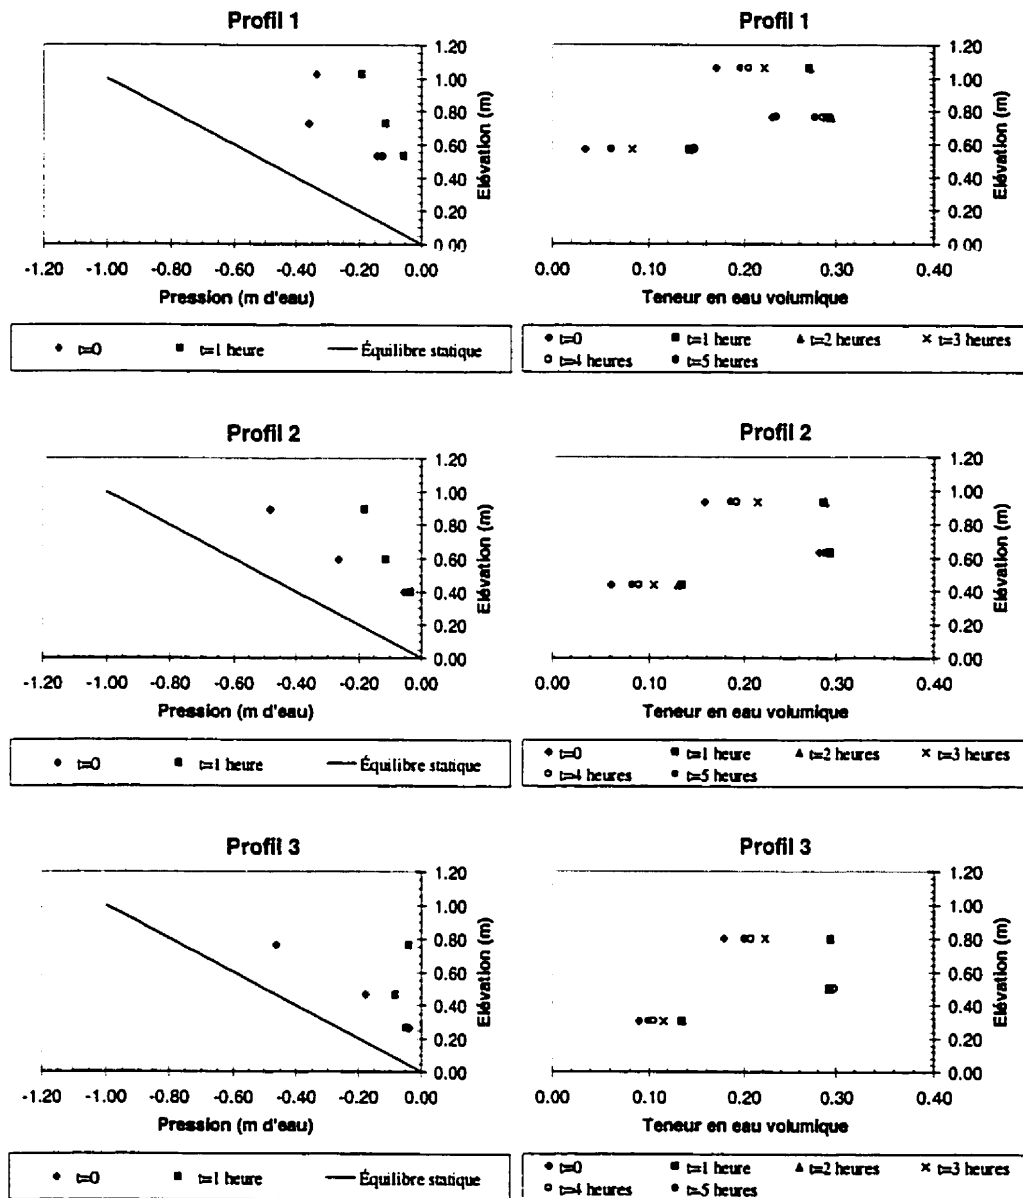 Profil 1
1.20
1.00
0.80
0.60
0.40
0.20
0.00
Elévation (m)
-1.20 -1.00 -0.80 -0.60 -0.40 -0.20 0.00
Pression (m d'eau)
t=0 t=1 heure Équilibre statique
Profil 1
1.20
1.00
0.80
0.60
0.40
0.20
0.00
Elévation (m)
0.00 0.10 0.20 0.30 0.40
Teneur en eau volumique
t=0 t=1 heure t=2 heures t=3 heures
t=4 heures t=5 heures
Profil 2
1.20
1.00
0.80
0.60
0.40
0.20
0.00
Elévation (m)
-1.20 -1.00 -0.80 -0.60 -0.40 -0.20 0.00
Pression (m d'eau)
t=0 t=1 heure Équilibre statique
Profil 2
1.20
1.00
0.80
0.60
0.40
0.20
0.00
Elévation (m)
0.00 0.10 0.20 0.30 0.40
Teneur en eau volumique
t=0 t=1 heure t=2 heures t=3 heures
t=4 heures t=5 heures
Profil 3
1.20
1.00
0.80
0.60
0.40
0.20
0.00
Elévation (m)
-1.20 -1.00 -0.80 -0.60 -0.40 -0.20 0.00
Pression (m d'eau)
t=0 t=1 heure Équilibre statique
Profil 3
1.20
1.00
0.80
0.60
0.40
0.20
0.00
Elévation (m)
0.00 0.10 0.20 0.30 0.40
Teneur en eau volumique
t=0 t=1 heure t=2 heures t=3 heures
t=4 heures t=5 heures